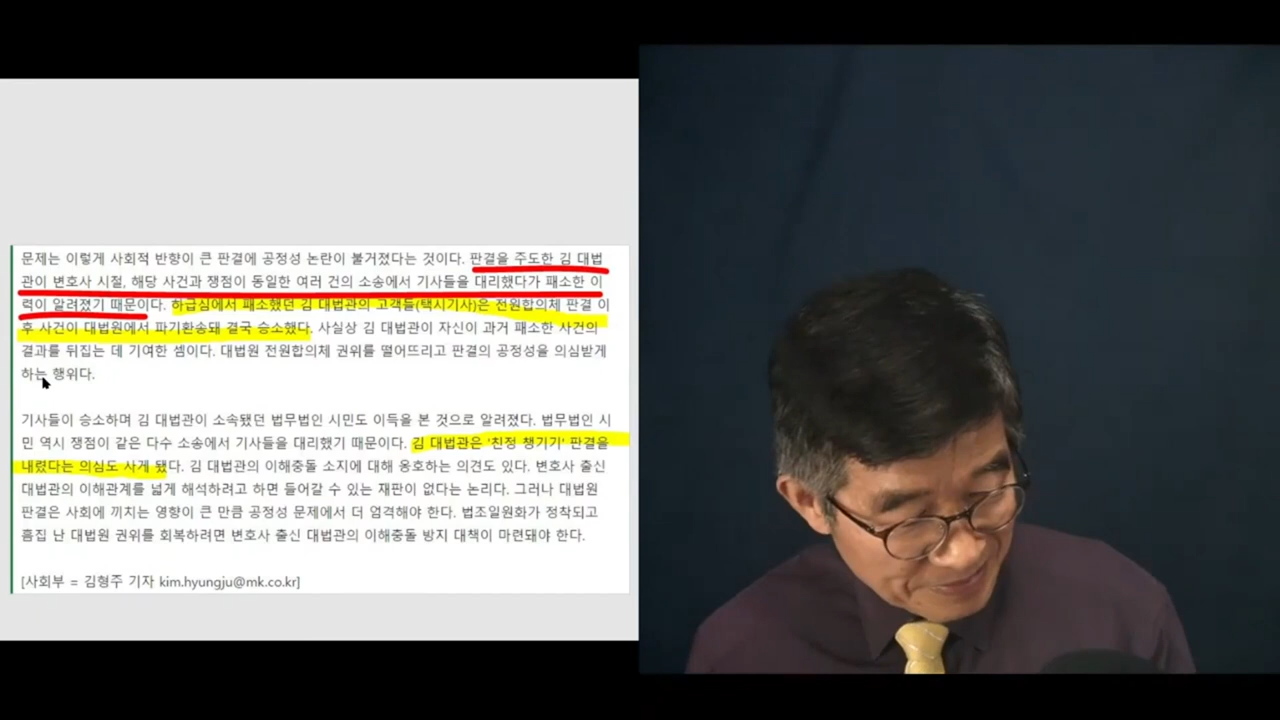 문제는 이렇게 사회적 반향이 큰 판결에 공정성 논란이 불거졌다는 것이다. 판결을 주도한 김 대법
관이 변호사 시절, 해당 사건과 쟁점이 동일한 여러 건의 소송에서 기사들을 대리했다가 패소한 이
력이 알려졌기 때문이다. 하급심에서 패소했던 김 대법관의 고객들(택시기사)은 전원합의체 판결 이
후 사건이 대법원에서 파기환송돼 결국 승소했다. 사실상 김 대법관이 자신이 과거 패소한 사건의
결과를 뒤집는 데 기여한 셈이다. 대법원 전원합의체 권위를 떨어뜨리고 판결의 공정성을 의심받게
하는 행위다.
기사들이 승소하며 김 대법관이 소속됐던 법무법인 시민도 이득을 본 것으로 알려졌다. 법무법인 시
민 역시 쟁점이 같은 다수 소송에서 기사들을 대리했기 때문이다. 김 대법관은 '친정 챙기기' 판결을
내렸다는 의심도 사게 됐다. 김 대법관의 이해충돌 소지에 대해 옹호하는 의견도 있다. 변호사 출신
대법관의 이해관계를 넓게 해석하려고 하면 들어갈 수 있는 재판이 없다는 논리다. 그러나 대법원
판결은 사회에 끼치는 영향이 큰 만큼 공정성 문제에서 더 엄격해야 한다. 법조일원화가 정착되고
흠집 난 대법원 권위를 회복하려면 변호사 출신 대법관의 이해충돌 방지 대책이 마련돼야 한다.
[사회부 = 김형주 기자 kim.hyungju@mk.co.kr]